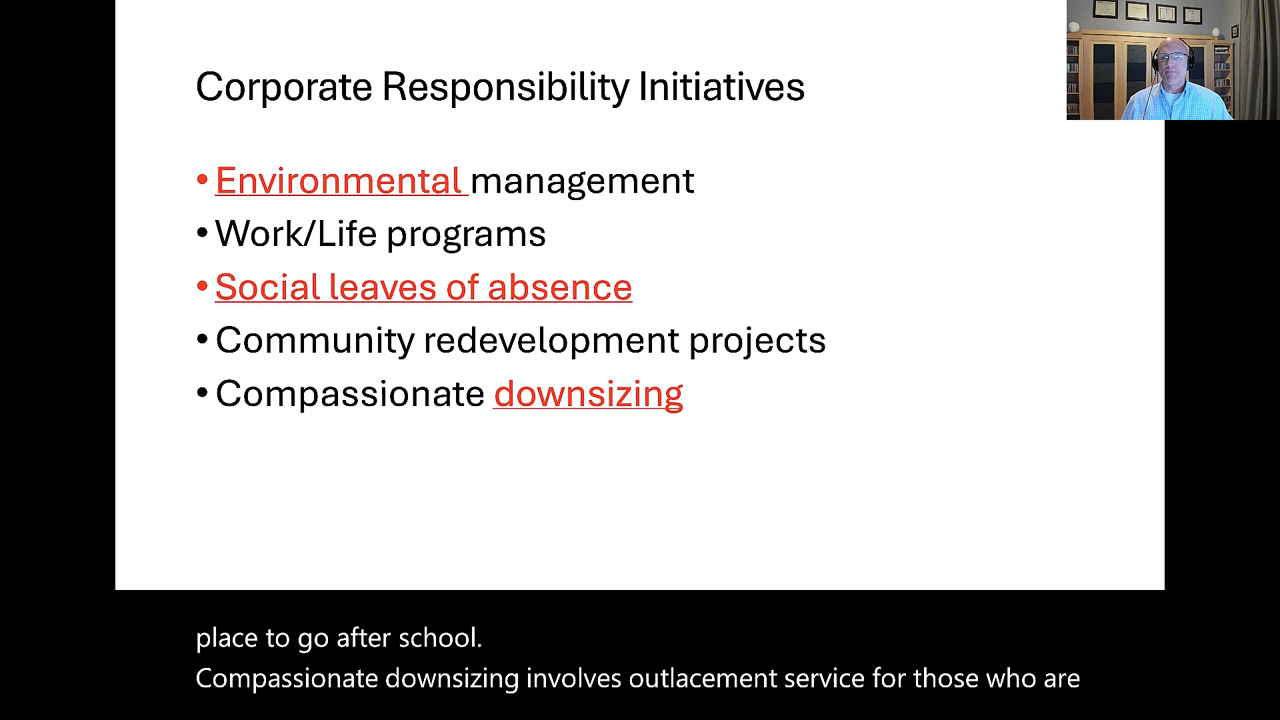 Corporate Responsibility Initiatives
• Environmental management
• Work/Life programs
• Social leaves of absence
• Community redevelopment projects
• Compassionate downsizing
place to go after school.
Compassionate downsizing involves outlacement service for those who are